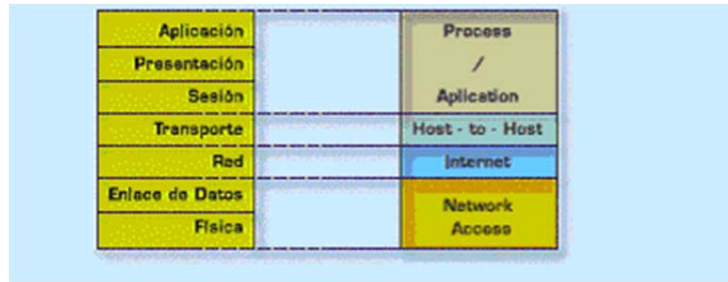 Aplicación
Presentación
Sesión
Transporte
Red
Enlace de Datos
Física
Process
/
Aplication
Host - to - Host
Internet
Network
Access